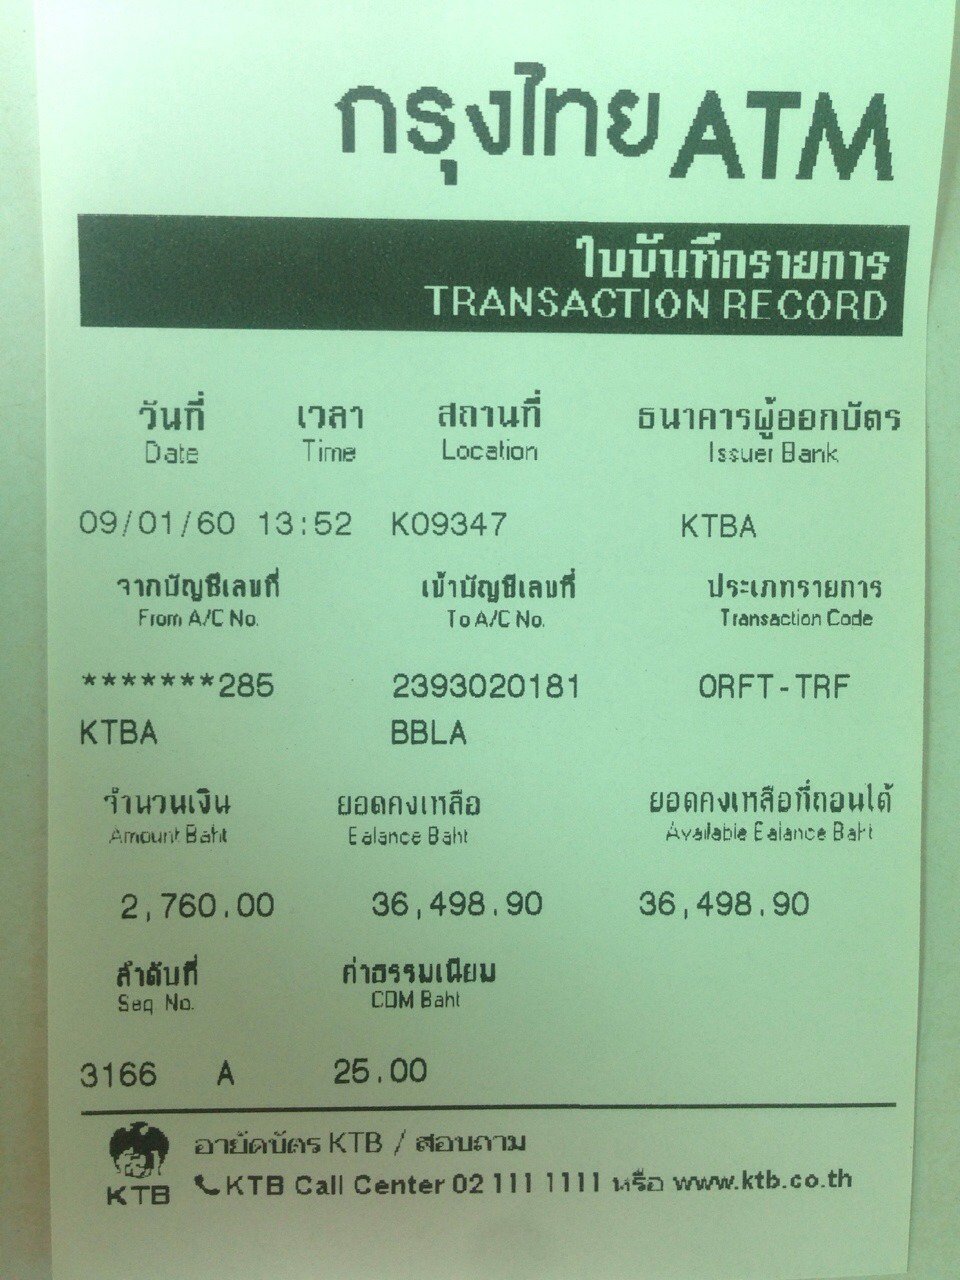 กรุงไทย ATM
ใบบันทึกรายการ
TRANSACTION RECORD
วันที่ เวลา สถานที่ ธนาคารผู้ออกบัตร
Date Time Location Issuer Bank
09/01/60 13:52 K09347 KTBA
จากบัญชีเลขที่ เข้าบัญชีเลขที่ ประเภทรายการ
From A/C No. To A/C No. Transaction Code
*******285 2393020181 ORFT-TRF
KTBA BBLA
จำนวนเงิน ยอดคงเหลือ ยอดคงเหลือที่ถอนได้
Amount Baht Balance Baht Available Balance Baht
2,760.00 36,498.90 36,498.90
ลำดับที่ ค่าธรรมเนียม
Seq No. COM Baht
3166 A 25.00
อายัดบัตร KTB / สอบถาม
KTB KTB Call Center 02 111 1111 หรือ www.ktb.co.th